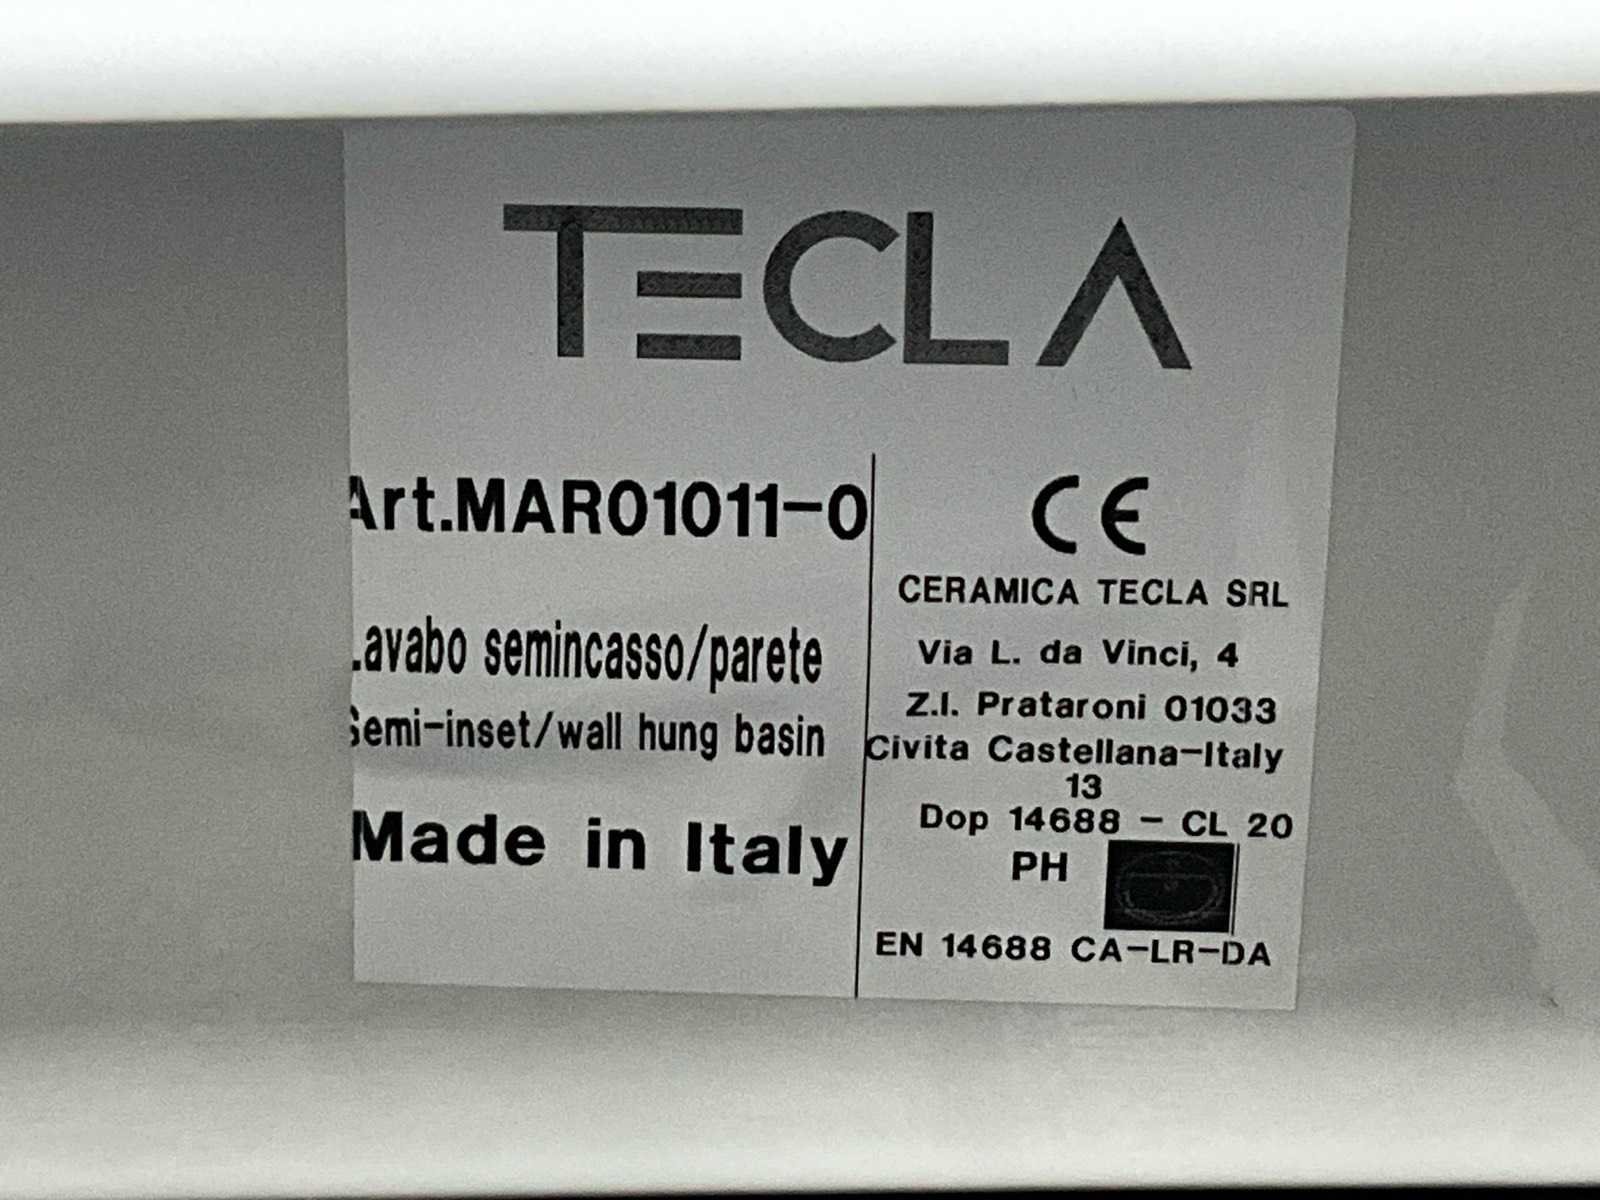 TECLA
Art.MAR01011-0
Lavabo semincasso/parete
Semi-inset/wall hung basin
Made in Italy
CE
CERAMICA TECLA SRL
Via L. da Vinci, 4
Z.I. Prataroni 01033
Civita Castellana-Italy
13
Dop 14688 - CL 20
PH
EN 14688 CA-LR-DA